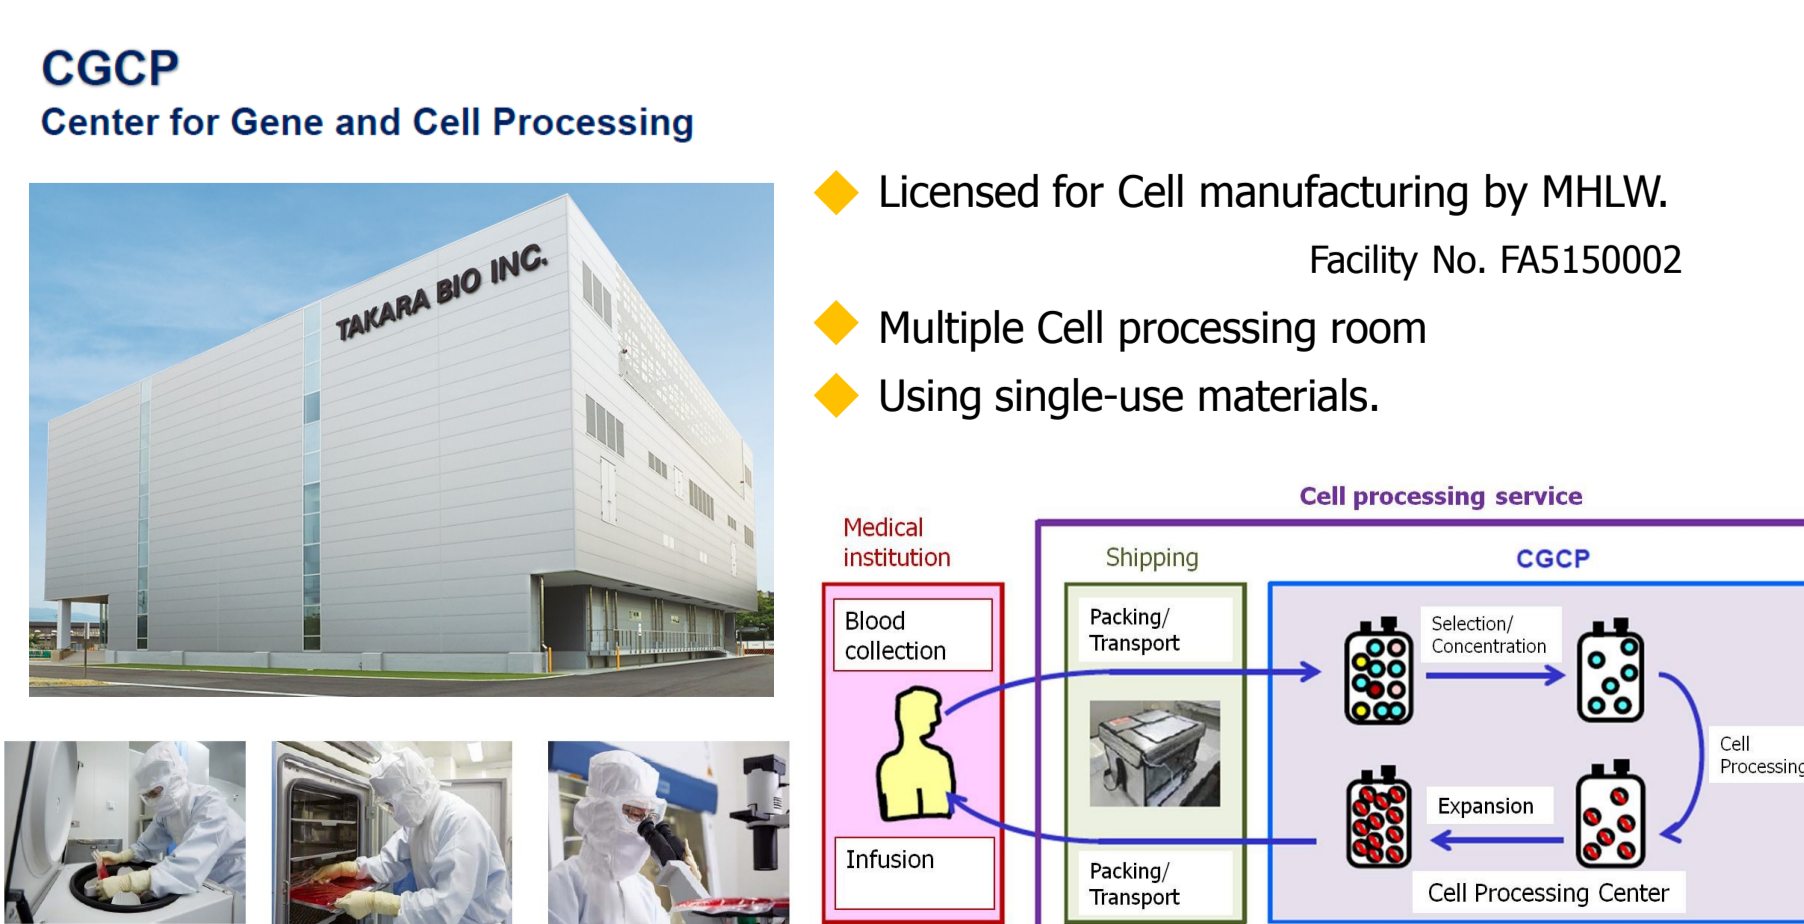 CGCP
Center for Gene and Cell Processing
TAKARA BIO INC.
Licensed for Cell manufacturing by MHLW.
Facility No. FA5150002
Multiple Cell processing room
Using single-use materials.
Cell processing service
Medical
institution
Shipping
CGCP
Blood
collection
Packing/
Transport
Selection/
Concentration
Cell
Processing
Expansion
Infusion
Packing/
Transport
Cell Processing Center